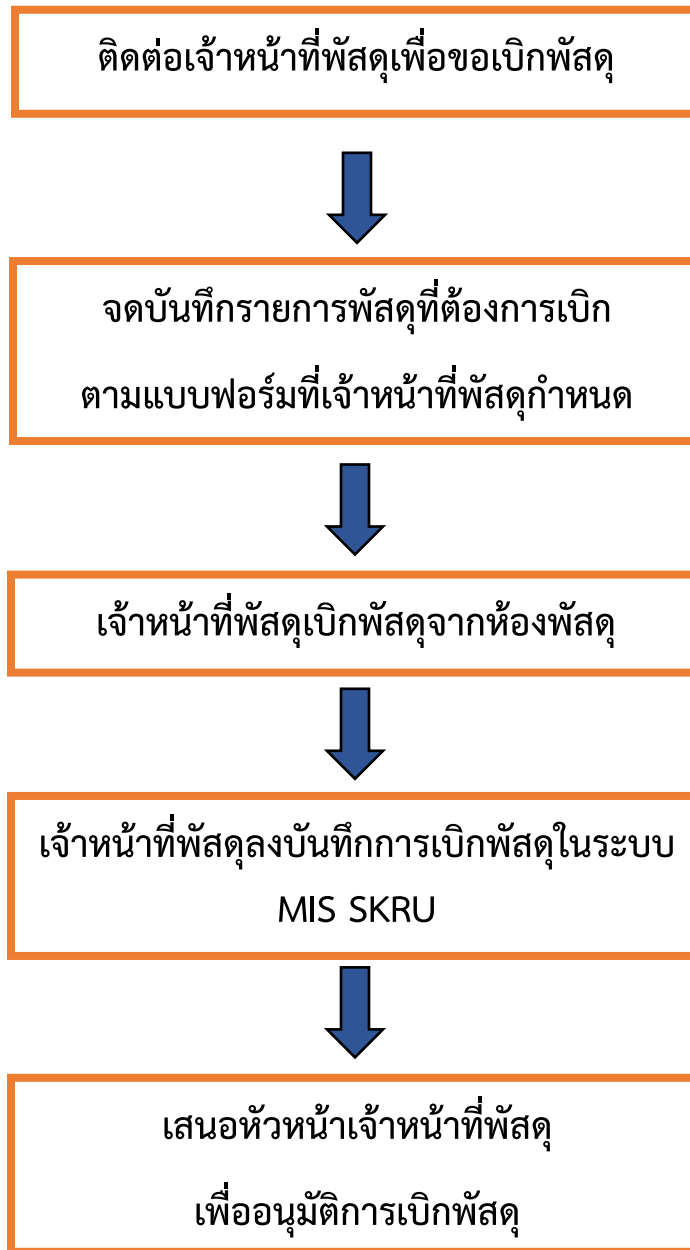 ติดต่อเจ้าหน้าที่พัสดุเพื่อขอเบิกพัสดุ
จดบันทึกรายการพัสดุที่ต้องการเบิก
ตามแบบฟอร์มที่เจ้าหน้าที่พัสดุกำหนด
เจ้าหน้าที่พัสดุเบิกพัสดุจากห้องพัสดุ
เจ้าหน้าที่พัสดุลงบันทึกการเบิกพัสดุในระบบ
MIS SKRU
เสนอหัวหน้าเจ้าหน้าที่พัสดุ
เพื่ออนุมัติการเบิกพัสดุ